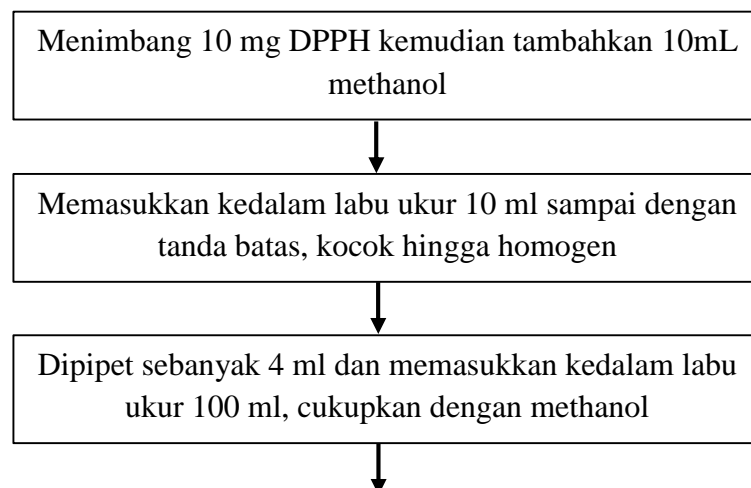 Menimbang 10 mg DPPH kemudian tambahkan 10mL
methanol
Memasukkan kedalam labu ukur 10 ml sampai dengan
tanda batas, kocok hingga homogen
Dipipet sebanyak 4 ml dan memasukkan kedalam labu
ukur 100 ml, cukupkan dengan methanol